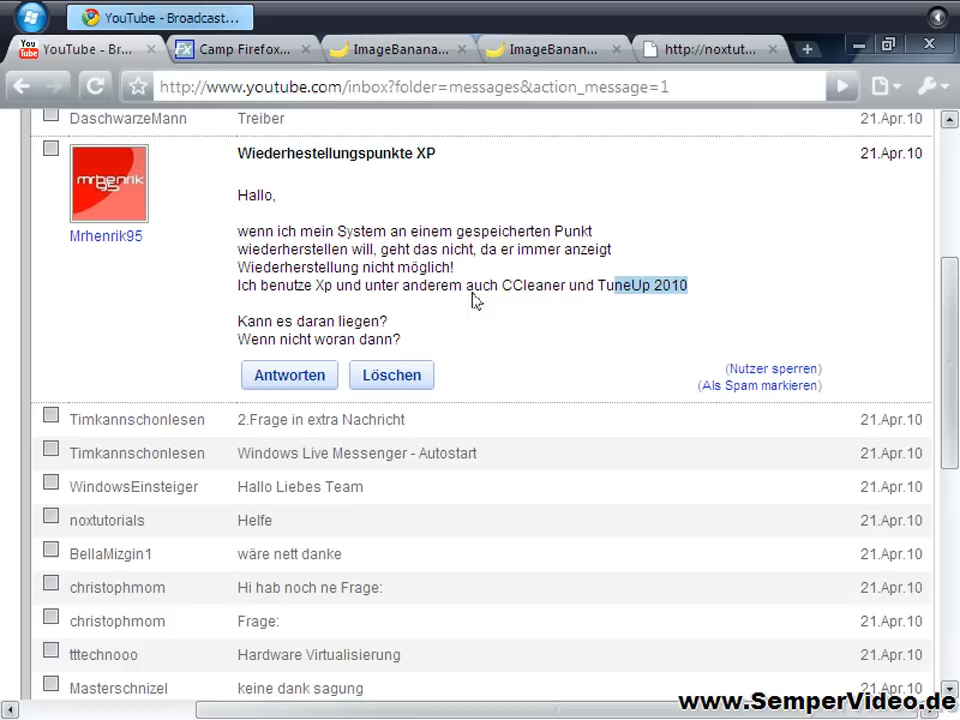 YouTube - Broadcast...
You YouTube - Br...
Camp Firefox...
ImageBanan...
ImageBanan...
http://noxtut...
http://www.youtube.com/inbox?folder=messages&action_message=1
DaschwarzeMann Treiber 21.Apr.10
Wiederhestellungspunkte XP 21.Apr.10
mrhenrik
95
Mrhenrik95
Hallo,
wenn ich mein System an einem gespeicherten Punkt
wiederherstellen will, geht das nicht, da er immer anzeigt
Wiederherstellung nicht möglich!
Ich benutze Xp und unter anderem auch CCleaner und TuneUp 2010
Kann es daran liegen?
Wenn nicht woran dann?
Antworten Löschen
(Nutzer sperren)
(Als Spam markieren)
Timkannschonlesen 2.Frage in extra Nachricht 21.Apr.10
Timkannschonlesen Windows Live Messenger - Autostart 21.Apr.10
WindowsEinsteiger Hallo Liebes Team 21.Apr.10
noxtutorials Helfe 21.Apr.10
BellaMizgin1 wäre nett danke 21.Apr.10
christophmom Hi hab noch ne Frage: 21.Apr.10
christophmom Frage: 21.Apr.10
tttechnooo Hardware Virtualisierung 21.Apr.10
Masterschnizel keine dank sagung
www.SemperVideo.de